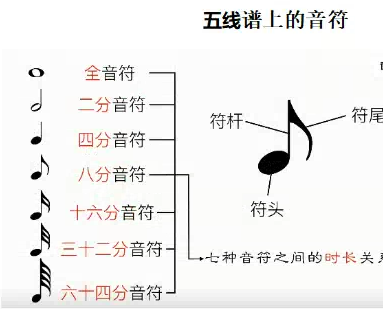 五线谱上的音符
全音符
二分音符
四分音符
八分音符
十六分音符
三十二分音符
六十四分音符
符杆
符尾
符头
七种音符之间的时长关系